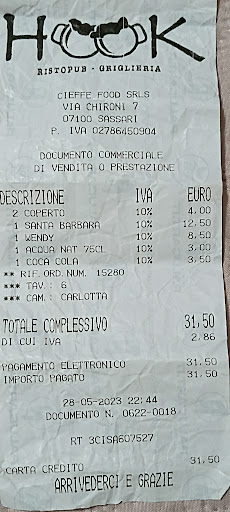 HOOK
RISTOPUB - GRIGLIERIA
CIEFFE FOOD SRLS
VIA CHIRONI 7
07100 SASSARI
P. IVA 02786450904
DOCUMENTO COMMERCIALE
DI VENDITA O PRESTAZIONE
DESCRIZIONE IVA EURO
2 COPERTO 10% 4.00
1 SANTA BARBARA 10% 12,50
1 WENDY 10% 8,50
1 ACQUA NAT 75CL 10% 3,00
1 COCA COLA 10% 3,50
** RIF.ORD.NUM. 15280
*** TAV.: 6
*** CAM.: CARLOTTA
TOTALE COMPLESSIVO 31,50
DI CUI IVA 2,86
PAGAMENTO ELETTRONICO 31,50
IMPORTO PAGATO 31,50
28-05-2023 22:44
DOCUMENTO N. 0622-0018
RT 3CISA607527
CARTA CREDITO 31,50
ARRIVEDERCI E GRAZIE